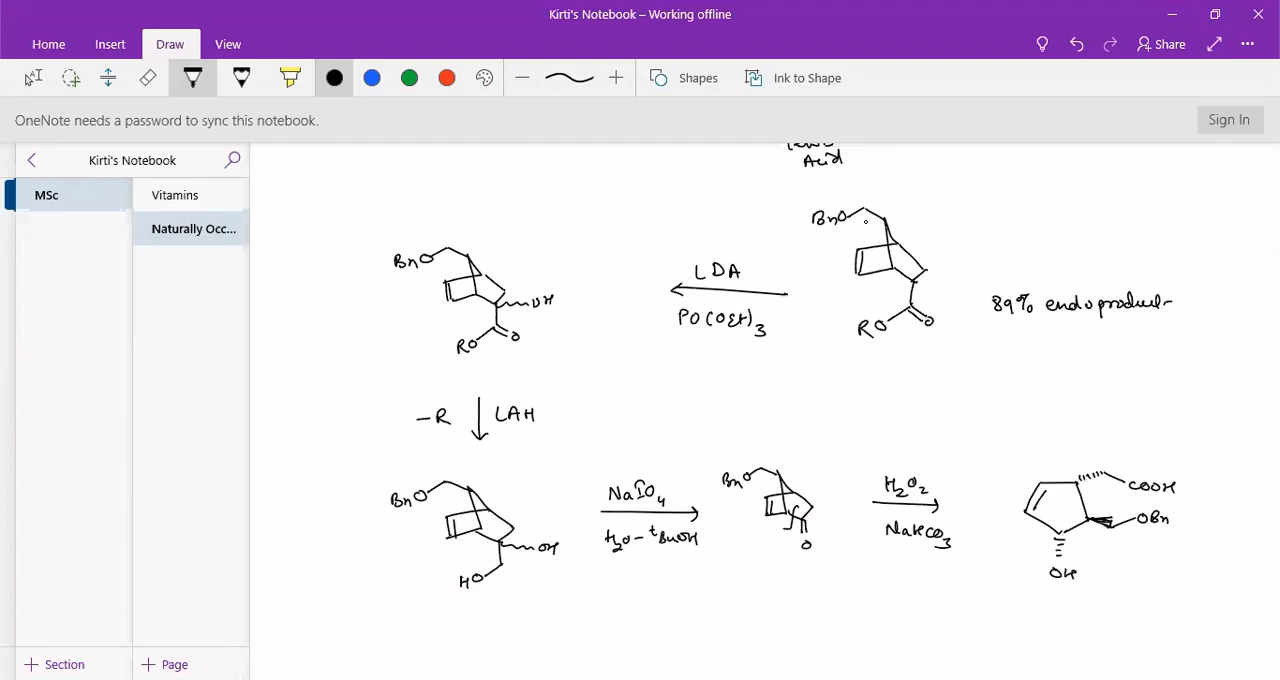 Kirti's Notebook – Working offline
Home Insert Draw View
Share
Shapes Ink to Shape
OneNote needs a password to sync this notebook. Sign In
Kirti's Notebook
MSc
Vitamins
Naturally Occ...
Acid
BnO
RO O
89% endo product
LDA
PO(OEt)3
BnO
OH
RO O
-R LAH
BnO
OH
HO
NaIO4
H2O-tBuOH
BnO
O
H2O2
NaHCO3
COOH
OBn
OH
Section
Page